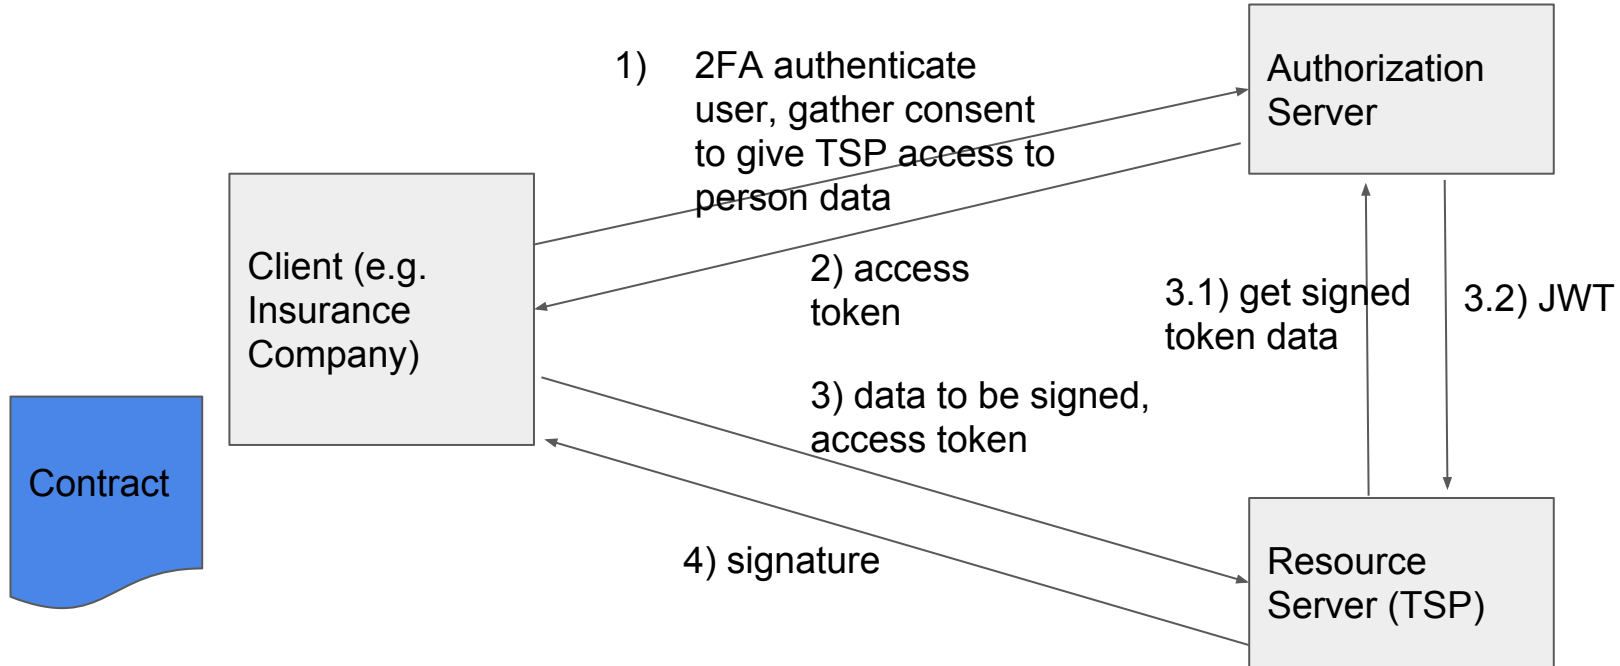 1) 2FA authenticate
user, gather consent
to give TSP access to
person data
Authorization
Server
Client (e.g.
Insurance
Company)
2) access
token
3.1) get signed
token data
3.2) JWT
3) data to be signed,
access token
Contract
4) signature
Resource
Server (TSP)